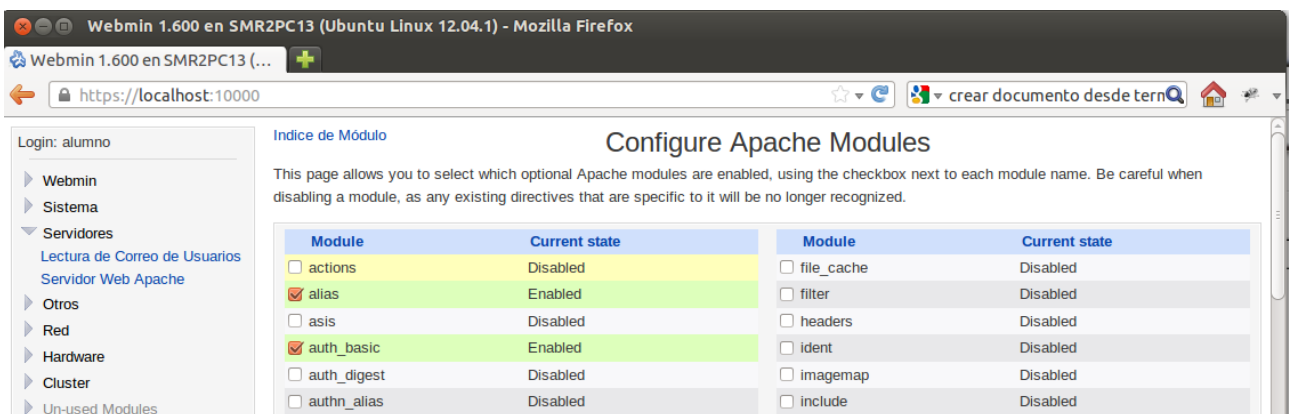 Webmin 1.600 en SMR2PC13 (Ubuntu Linux 12.04.1) - Mozilla Firefox
Webmin 1.600 en SMR2PC13 (...
https://localhost:10000
crear documento desde tern
Login: alumno
Webmin
Sistema
Servidores
Lectura de Correo de Usuarios
Servidor Web Apache
Otros
Red
Hardware
Cluster
Un-used Modules
Indice de Módulo
Configure Apache Modules
This page allows you to select which optional Apache modules are enabled, using the checkbox next to each module name. Be careful when
disabling a module, as any existing directives that are specific to it will be no longer recognized.
Module Current state
actions Disabled
alias Enabled
asis Disabled
auth_basic Enabled
auth_digest Disabled
authn_alias Disabled
Module Current state
file_cache Disabled
filter Disabled
headers Disabled
ident Disabled
imagemap Disabled
include Disabled